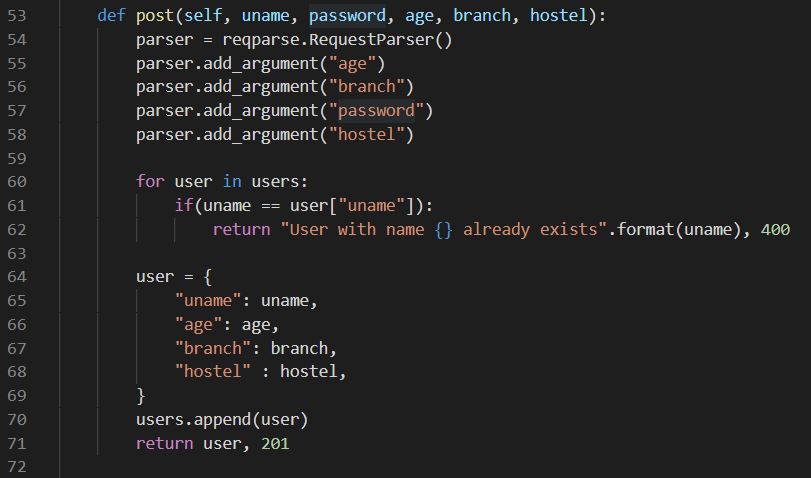 53 def post(self, uname, password, age, branch, hostel):
54 parser = reqparse.RequestParser()
55 parser.add_argument("age")
56 parser.add_argument("branch")
57 parser.add_argument("password")
58 parser.add_argument("hostel")
59
60 for user in users:
61 if(uname == user["uname"]):
62 return "User with name {} already exists".format(uname), 400
63
64 user = {
65 "uname": uname,
66 "age": age,
67 "branch": branch,
68 "hostel" : hostel,
69 }
70 users.append(user)
71 return user, 201
72